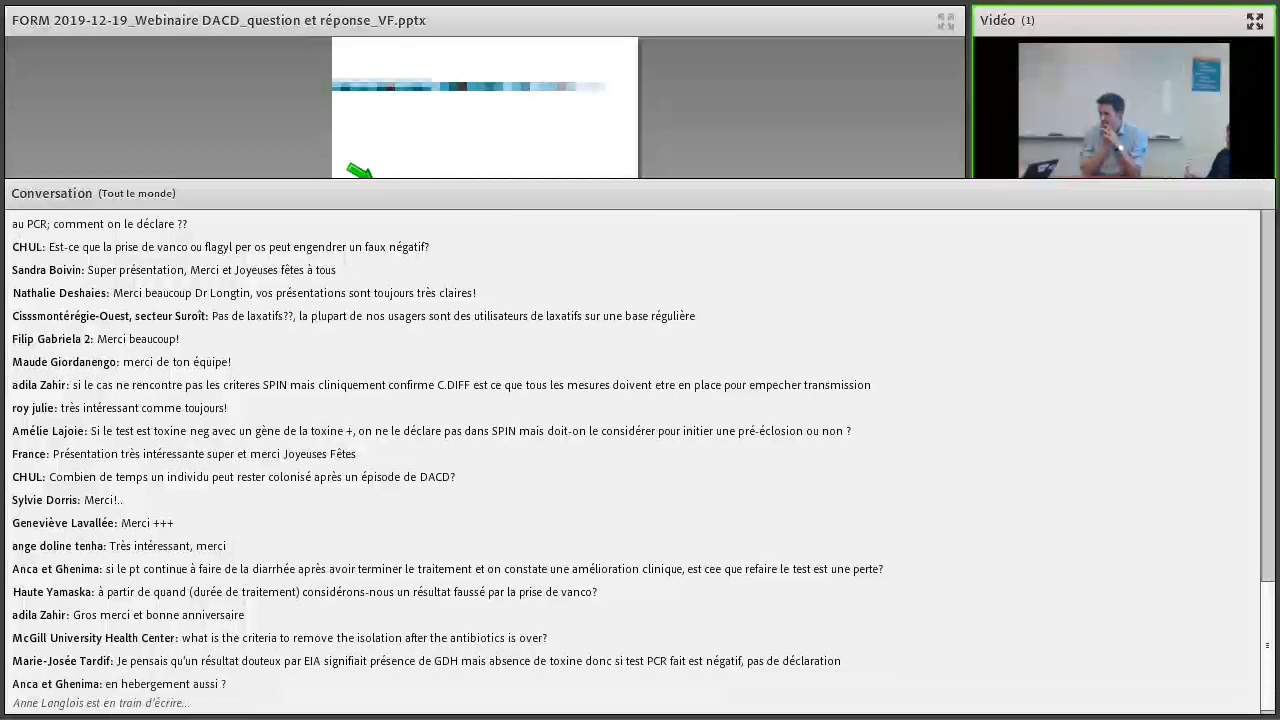 FORM 2019-12-19_Webinaire DACD_question et réponse_VF.pptx
Vidéo (1)
Conversation (Tout le monde)
au PCR; comment on le déclare ??
CHUL: Est-ce que la prise de vanco ou flagyl per os peut engendrer un faux négatif?
Sandra Boivin: Super présentation, Merci et Joyeuses fêtes à tous
Nathalie Deshaies: Merci beaucoup Dr Longtin, vos présentations sont toujours très claires!
Cisssmontérégie-Ouest, secteur Suroît: Pas de laxatifs??, la plupart de nos usagers sont des utilisateurs de laxatifs sur une base régulière
Filip Gabriela 2: Merci beaucoup!
Maude Giordanengo: merci de ton équipe!
adila Zahir: si le cas ne rencontre pas les criteres SPIN mais cliniquement confirme C.DIFF est ce que tous les mesures doivent etre en place pour empecher transmission
roy julie: très intéressant comme toujours!
Amélie Lajoie: Si le test est toxine neg avec un gène de la toxine +, on ne le déclare pas dans SPIN mais doit-on le considérer pour initier une pré-éclosion ou non ?
France: Présentation très intéressante super et merci Joyeuses Fêtes
CHUL: Combien de temps un individu peut rester colonisé après un épisode de DACD?
Sylvie Dorris: Merci!..
Geneviève Lavallée: Merci +++
ange doline tenha: Très intéressant, merci
Anca et Ghenima: si le pt continue à faire de la diarrhée après avoir terminer le traitement et on constate une amélioration clinique, est cee que refaire le test est une perte?
Haute Yamaska: à partir de quand (durée de traitement) considérons-nous un résultat faussé par la prise de vanco?
adila Zahir: Gros merci et bonne anniversaire
McGill University Health Center: what is the criteria to remove the isolation after the antibiotics is over?
Marie-Josée Tardif: Je pensais qu'un résultat douteux par EIA signifiait présence de GDH mais absence de toxine donc si test PCR fait est négatif, pas de déclaration
Anca et Ghenima: en hebergement aussi ?
Anne Langlois est en train d'écrire...